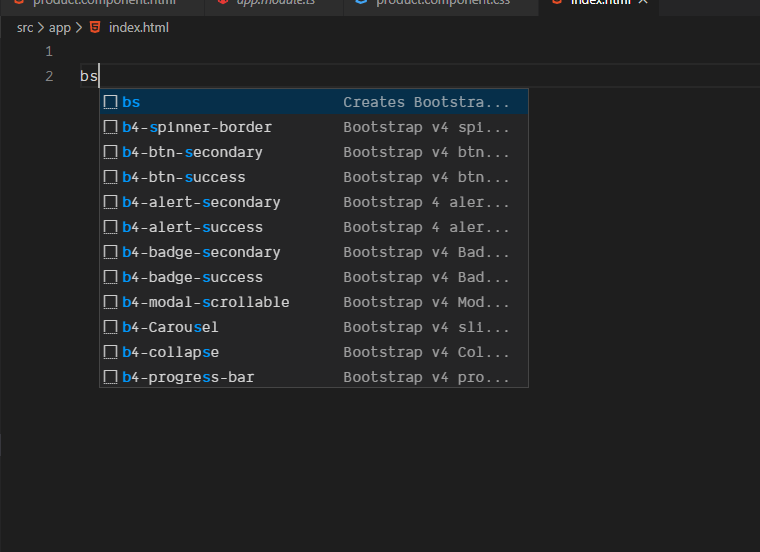 product.component.html app.module.ts product.component.css index.html
src > app > index.html
1
2 bs
bs Creates Bootstra...
b4-spinner-border Bootstrap v4 spi...
b4-btn-secondary Bootstrap v4 btn...
b4-btn-success Bootstrap v4 btn...
b4-alert-secondary Bootstrap 4 aler...
b4-alert-success Bootstrap 4 aler...
b4-badge-secondary Bootstrap v4 Bad...
b4-badge-success Bootstrap v4 Bad...
b4-modal-scrollable Bootstrap v4 Mod...
b4-Carousel Bootstrap v4 sli...
b4-collapse Bootstrap v4 Col...
b4-progress-bar Bootstrap v4 pro...